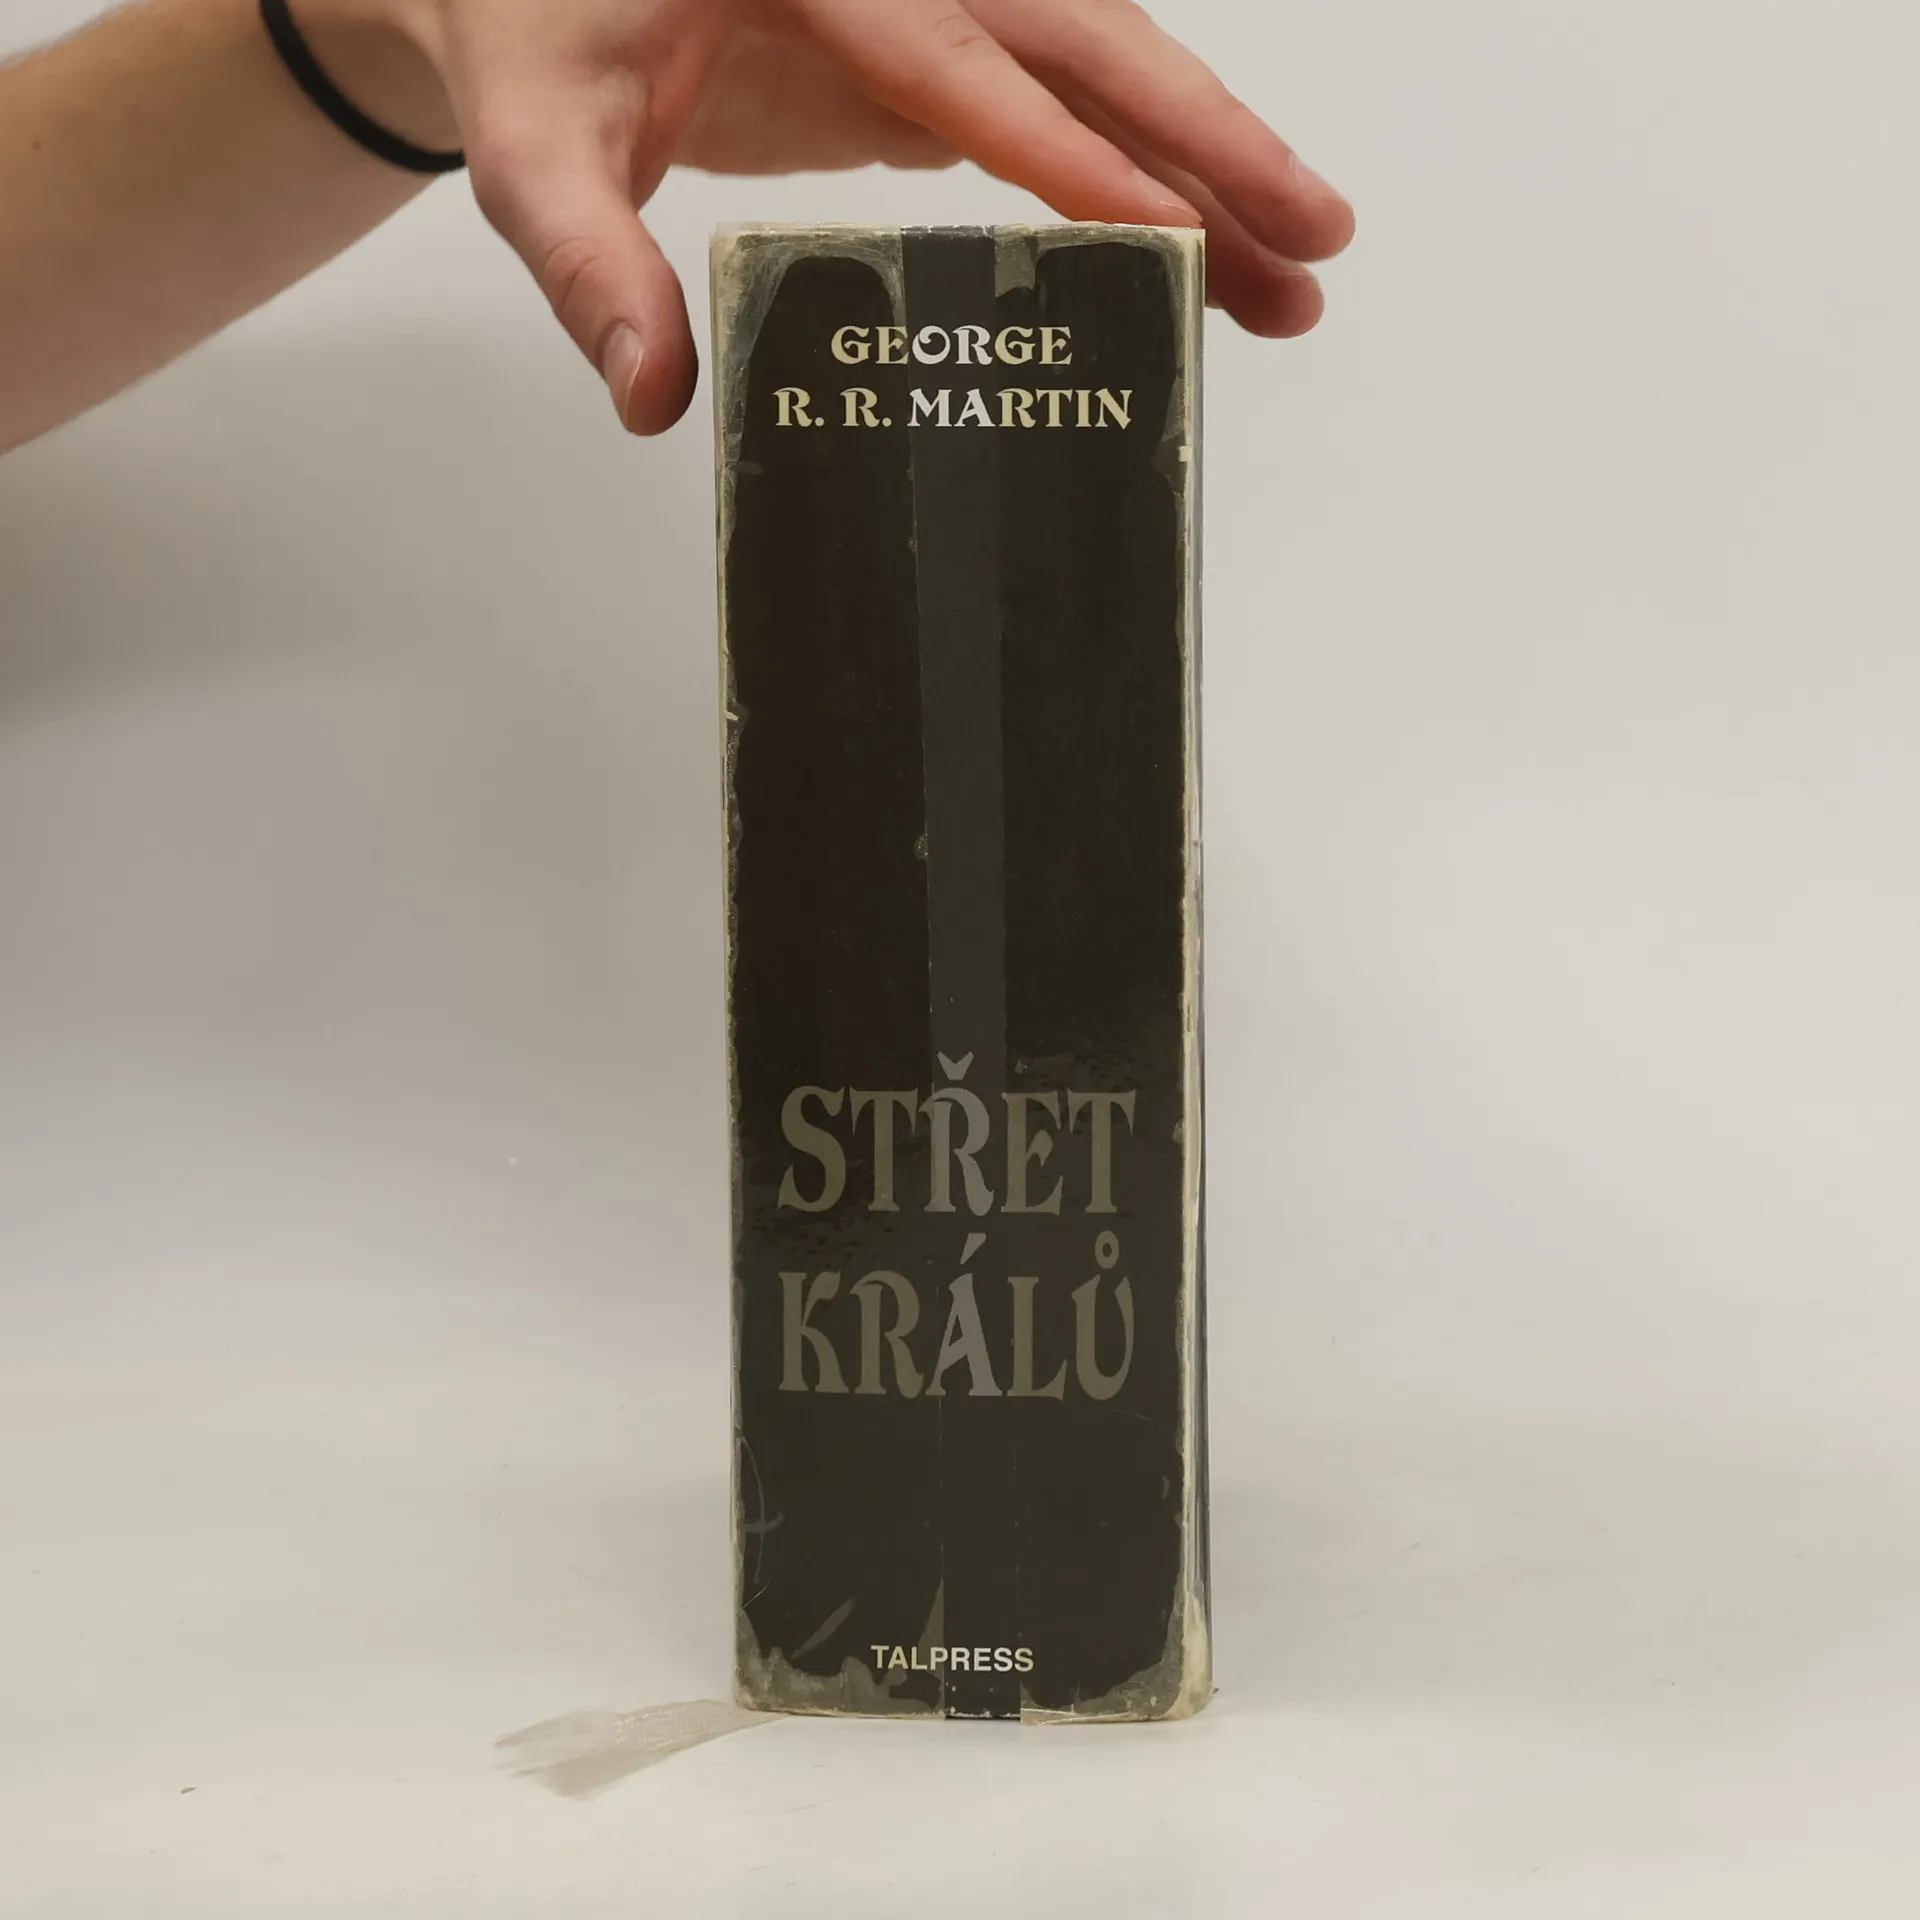 GEORGE
R. R. MARTIN
STŘET
KRÁLŮ
TALPRESS